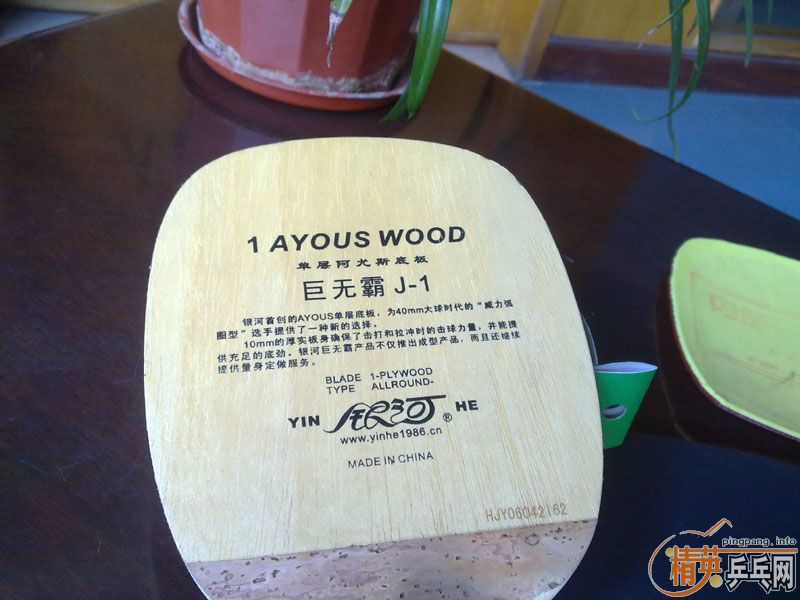 1 AYOUS WOOD
单层阿尤斯底板
巨无霸 J-1
银河首创的AYOUS单层底板，为40mm大球时代的“威力弧
圈型”选手提供了一种新的选择。
10mm的厚实板身确保了击打和拉冲时的击球力量，并能提
供充足的底劲。银河巨无霸产品不仅推出成型产品，而且还继续
提供量身定做服务。
BLADE 1-PLYWOOD
TYPE ALLROUND-
YIN 银河® HE
www.yinhe1986.cn
MADE IN CHINA
HJY06042162
pingpang.info
精英乒乓网